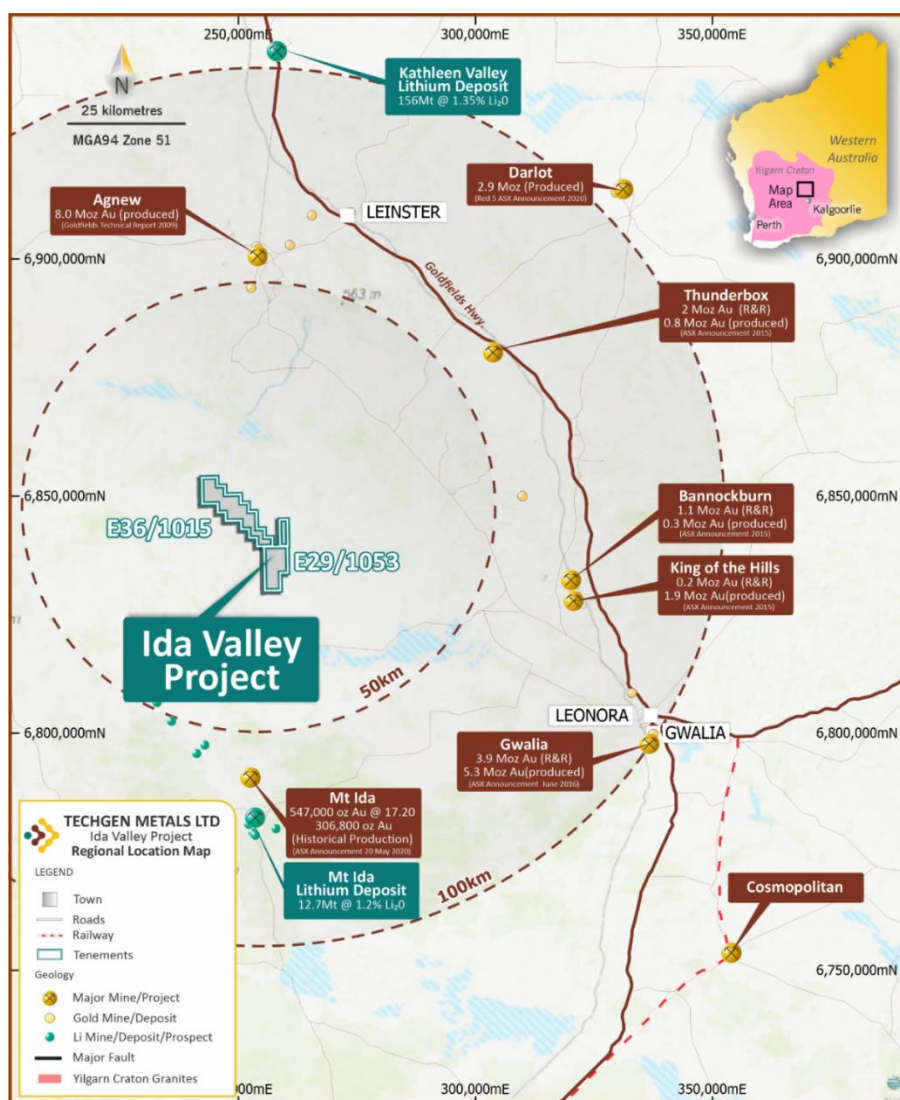 250,000mE
300,000mE
350,000mE
N
25 kilometres
MGA94 Zone 51
Kathleen Valley
Lithium Deposit
156Mt @ 1.35% Li₂0
Western
Australia
Yilgarn Craton
Map
Area
Kalgoorlie
Perth
Darlot
2.9 Moz (Produced)
(Red 5 ASX Announcement 2020)
Agnew
8.0 Moz Au (produced)
(Goldfields Technical Report 2009)
LEINSTER
6,900,000mN
6,900,000mN
Goldfields Hwy
563 m
Thunderbox
2 Moz Au (R&R)
0.8 Moz Au (produced)
(ASX Announcement 2015)
6,850,000mN
6,850,000mN
Bannockburn
1.1 Moz Au (R&R)
0.3 Moz Au (produced)
(ASX Announcement 2015)
E36/1015
E29/1053
King of the Hills
0.2 Moz Au (R&R)
1.9 Moz Au(produced)
(ASX Announcement 2015)
Ida Valley
Project
50km
LEONORA
GWALIA
6,800,000mN
6,800,000mN
Gwalia
3.9 Moz Au (R&R)
5.3 Moz Au(produced)
(ASX Announcement June 2016)
Mt Ida
547,000 oz Au @ 17.20
306,800 oz Au
(Historical Production)
(ASX Announcement 20 May 2020)
Mt Ida
Lithium Deposit
12.7Mt @ 1.2% Li₂0
100km
Cosmopolitan
6,750,000mN
TECHGEN METALS LTD
Ida Valley Project
Regional Location Map
LEGEND
Town
Roads
Railway
Tenements
Geology
Major Mine/Project
Gold Mine/Deposit
Li Mine/Deposit/Prospect
Major Fault
Yilgarn Craton Granites
300,000mE
350,000mE